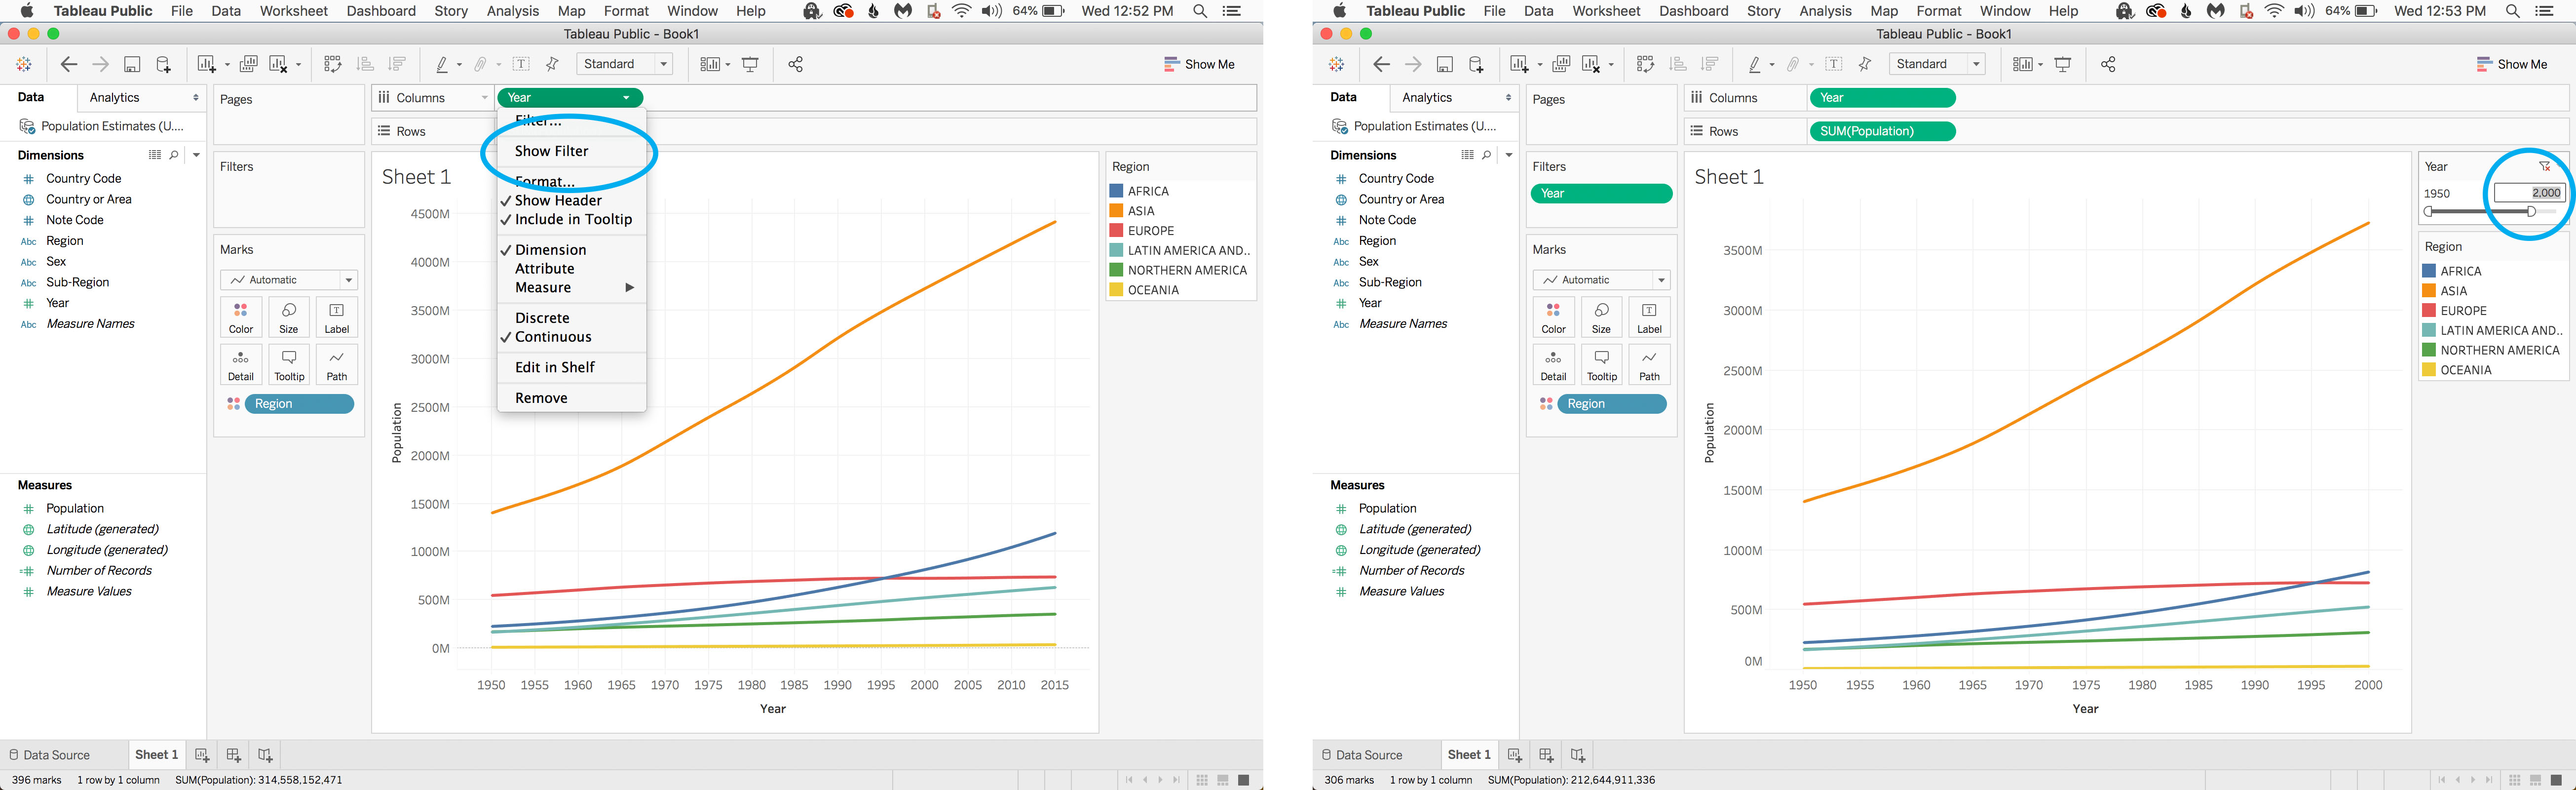 Tableau Public File Data Worksheet Dashboard Story Analysis Map Format Window Help 64% Wed 12:52 PM
Tableau Public - Book1
Standard Show Me
Data Analytics
Population Estimates (U....
Dimensions
Country Code
Country or Area
Note Code
Abc Region
Abc Sex
Abc Sub-Region
Year
Abc Measure Names
Measures
Population
Latitude (generated)
Longitude (generated)
Number of Records
Measure Values
Pages
Filters
Marks
Automatic
Color Size Label
Detail Tooltip Path
Region
Columns Year
Rows
Filter...
Show Filter
Format...
Show Header
Include in Tooltip
Dimension
Attribute
Measure
Discrete
Continuous
Edit in Shelf
Remove
Sheet 1
4500M
4000M
3500M
3000M
2500M
2000M
1500M
1000M
500M
0M
Population
1950 1955 1960 1965 1970 1975 1980 1985 1990 1995 2000 2005 2010 2015
Year
Region
AFRICA
ASIA
EUROPE
LATIN AMERICA AND..
NORTHERN AMERICA
OCEANIA
Data Source Sheet 1
396 marks 1 row by 1 column SUM(Population): 314,558,152,471
Tableau Public File Data Worksheet Dashboard Story Analysis Map Format Window Help 64% Wed 12:53 PM
Tableau Public - Book1
Standard Show Me
Data Analytics
Population Estimates (U....
Dimensions
Country Code
Country or Area
Note Code
Abc Region
Abc Sex
Abc Sub-Region
Year
Abc Measure Names
Measures
Population
Latitude (generated)
Longitude (generated)
Number of Records
Measure Values
Pages
Filters
Year
Marks
Automatic
Color Size Label
Detail Tooltip Path
Region
Columns Year
Rows SUM(Population)
Sheet 1
3500M
3000M
2500M
2000M
1500M
1000M
500M
0M
Population
1950 1955 1960 1965 1970 1975 1980 1985 1990 1995 2000
Year
Year
1950 2,000
Region
AFRICA
ASIA
EUROPE
LATIN AMERICA AND..
NORTHERN AMERICA
OCEANIA
Data Source Sheet 1
306 marks 1 row by 1 column SUM(Population): 212,644,911,336